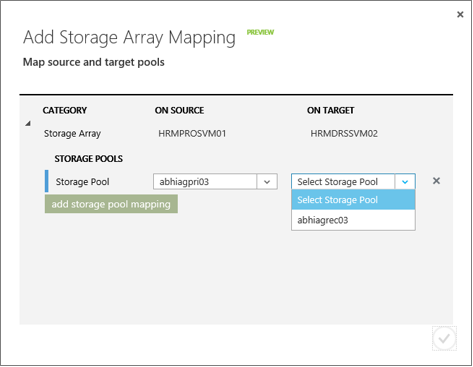 Add Storage Array Mapping PREVIEW
Map source and target pools
CATEGORY ON SOURCE ON TARGET
Storage Array HRMPROSVM01 HRMDRSSVM02
STORAGE POOLS
Storage Pool abhiagpri03 Select Storage Pool
add storage pool mapping Select Storage Pool
abhiagrec03